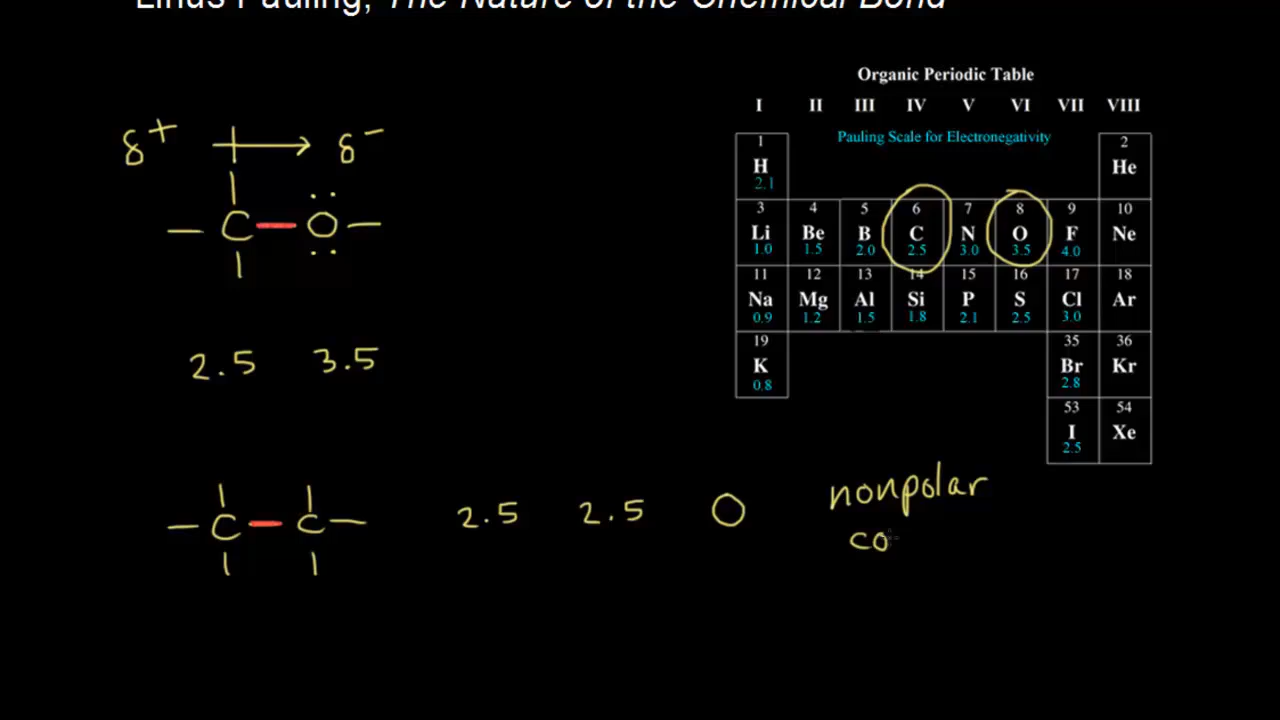 Linus Pauling, The Nature of the Chemical Bond
Organic Periodic Table
I II III IV V VI VII VIII
Pauling Scale for Electronegativity
1 2
H He
2.1
3 4 5 6 7 8 9 10
Li Be B C N O F Ne
1.0 1.5 2.0 2.5 3.0 3.5 4.0
11 12 13 14 15 16 17 18
Na Mg Al Si P S Cl Ar
0.9 1.2 1.5 1.8 2.1 2.5 3.0
19 35 36
K Br Kr
0.8 2.8
53 54
I Xe
2.5
δ+ δ−
C O
2.5 3.5
C C 2.5 2.5 0 nonpolar
co